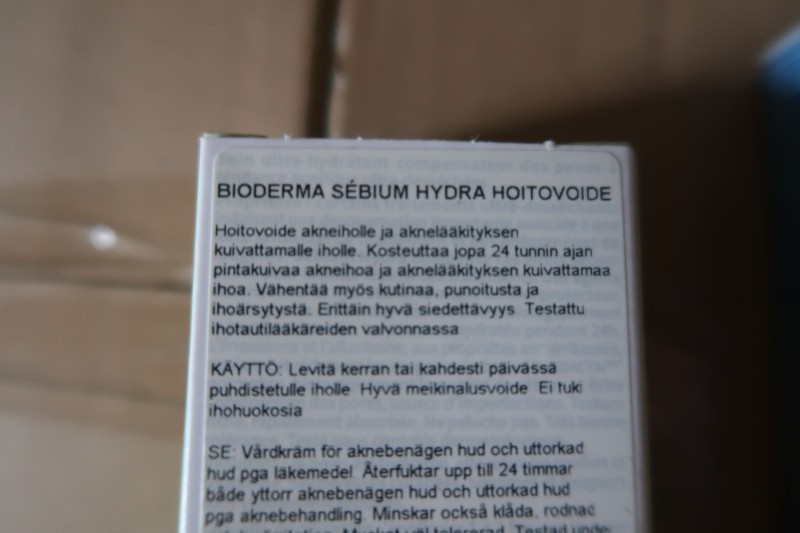 BIODERMA SÉBIUM HYDRA HOITOVOIDE
Hoitovoide akneiholle ja aknelääkityksen
kuivattamalle iholle. Kosteuttaa jopa 24 tunnin ajan
pintakuivaa akneihoa ja aknelääkityksen kuivattamaa
ihoa. Vähentää myös kutinaa, punoitusta ja
ihoärsytystä. Erittäin hyvä siedettävyys Testattu
ihotautilääkäreiden valvonnassa
KÄYTTÖ: Levitä kerran tai kahdesti päivässä
puhdistetulle iholle Hyvä meikinalusvoide Ei tuki
ihohuokosia
SE: Vårdkräm för aknebenägen hud och uttorkad
hud pga läkemedel. Återfuktar upp till 24 timmar
både yttorr aknebenägen hud och uttorkad hud
pga aknebehandling. Minskar också klåda, rodnad